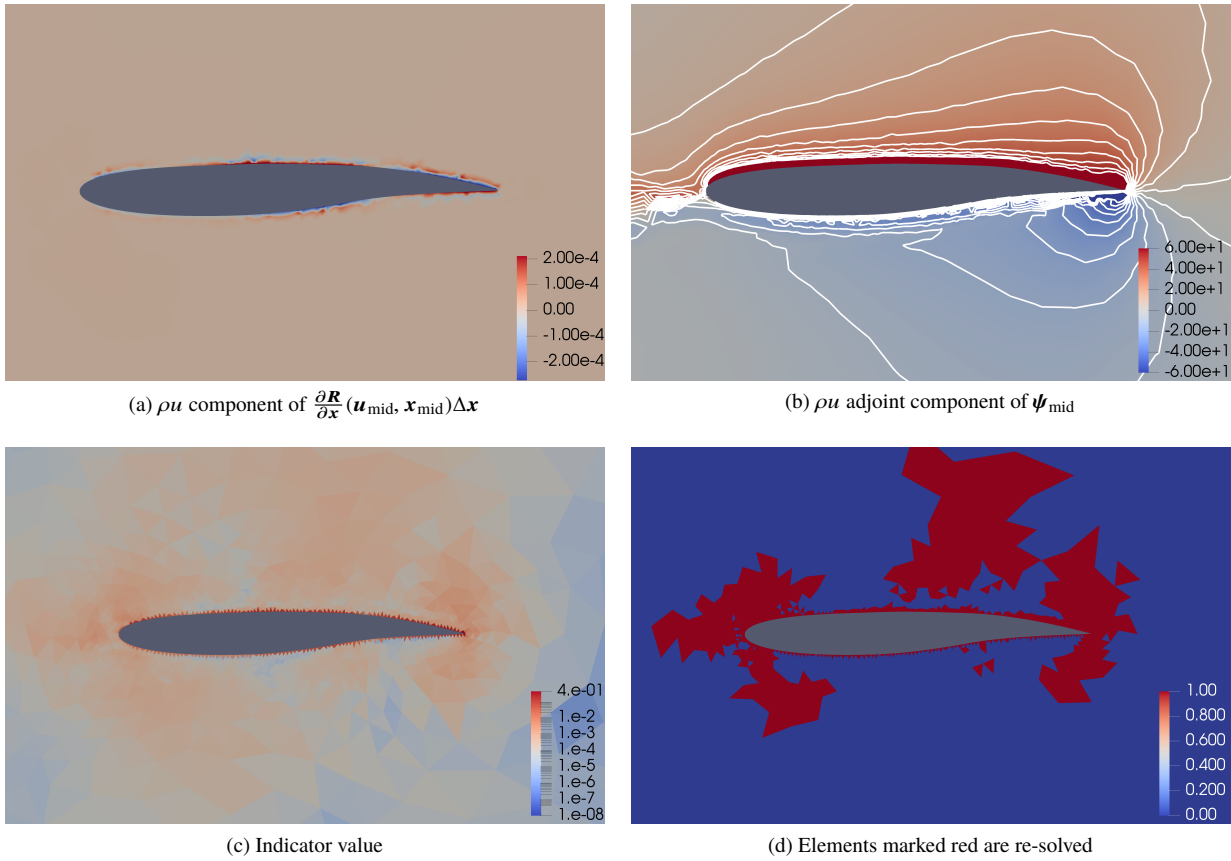 2.00e-4
1.00e-4
0.00
-1.00e-4
-2.00e-4
6.00e+1
4.00e+1
2.00e+1
0.00
-2.00e+1
-4.00e+1
-6.00e+1
(a) ρu component of ∂R/∂x (u_mid, x_mid)Δx
(b) ρu adjoint component of ψ_mid
4.e-01
1.e-2
1.e-3
1.e-4
1.e-5
1.e-6
1.e-7
1.e-08
1.00
0.800
0.600
0.400
0.200
0.00
(c) Indicator value
(d) Elements marked red are re-solved